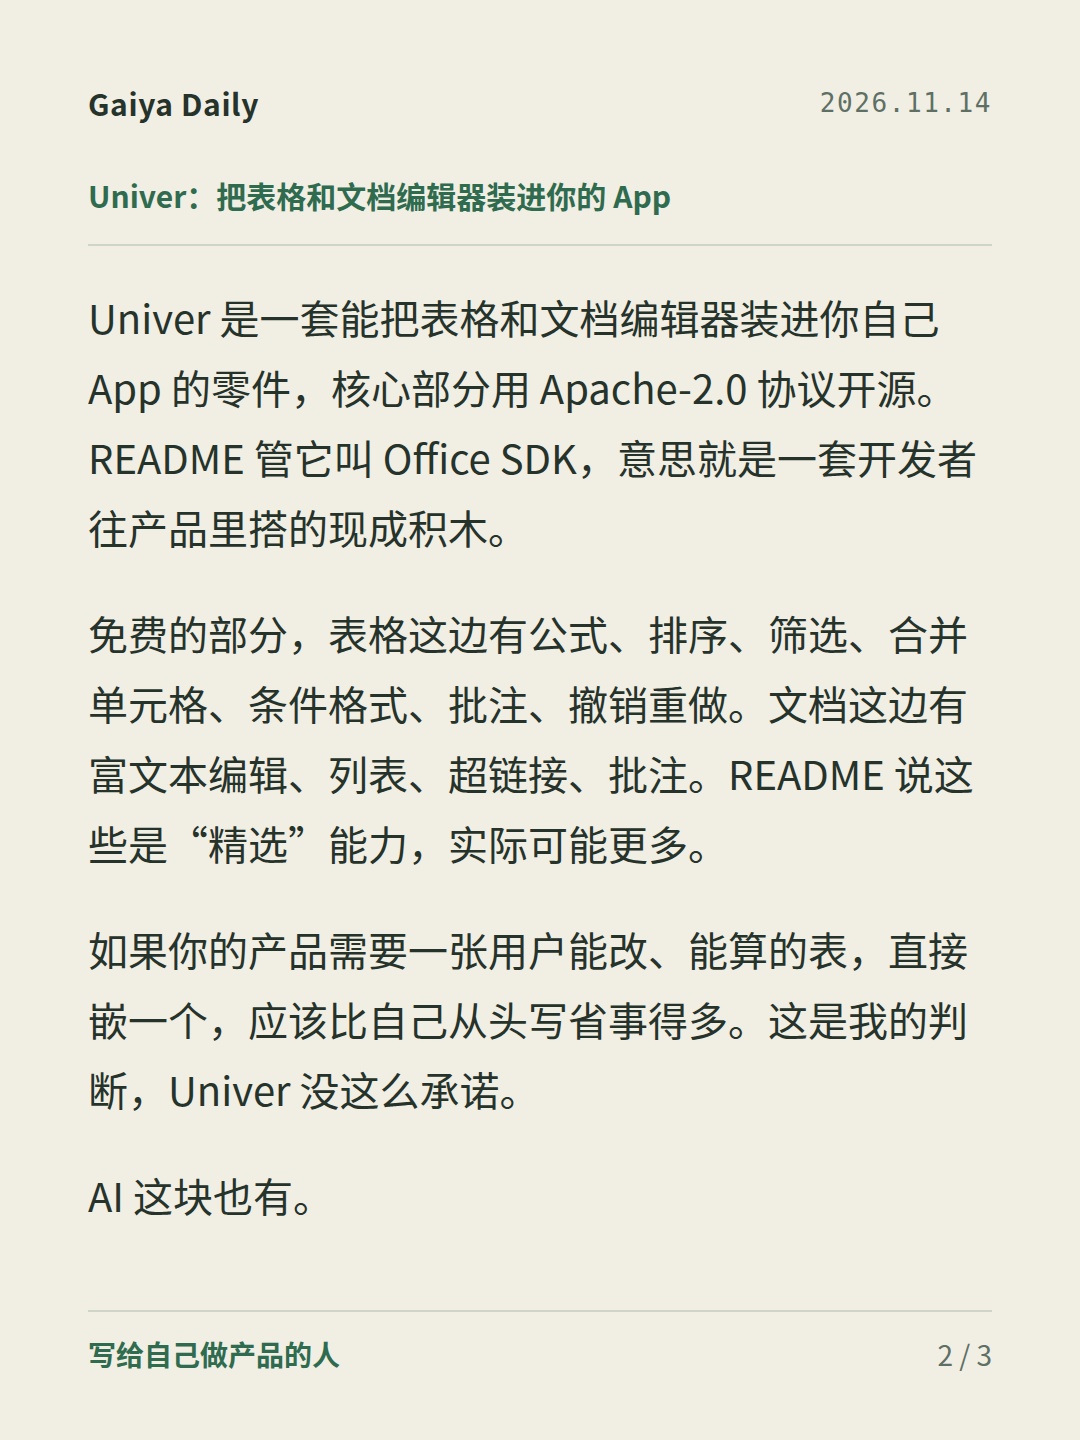 Gaiya Daily
2026.11.14
Univer：把表格和文档编辑器装进你的 App
Univer 是一套能把表格和文档编辑器装进你自己
App 的零件，核心部分用 Apache-2.0 协议开源。
README 管它叫 Office SDK，意思就是一套开发者
往产品里搭的现成积木。
免费的部分，表格这边有公式、排序、筛选、合并
单元格、条件格式、批注、撤销重做。文档这边有
富文本编辑、列表、超链接、批注。README 说这
些是“精选”能力，实际可能更多。
如果你的产品需要一张用户能改、能算的表，直接
嵌一个，应该比自己从头写省事得多。这是我的判
断，Univer 没这么承诺。
AI 这块也有。
写给自己做产品的人
2 / 3